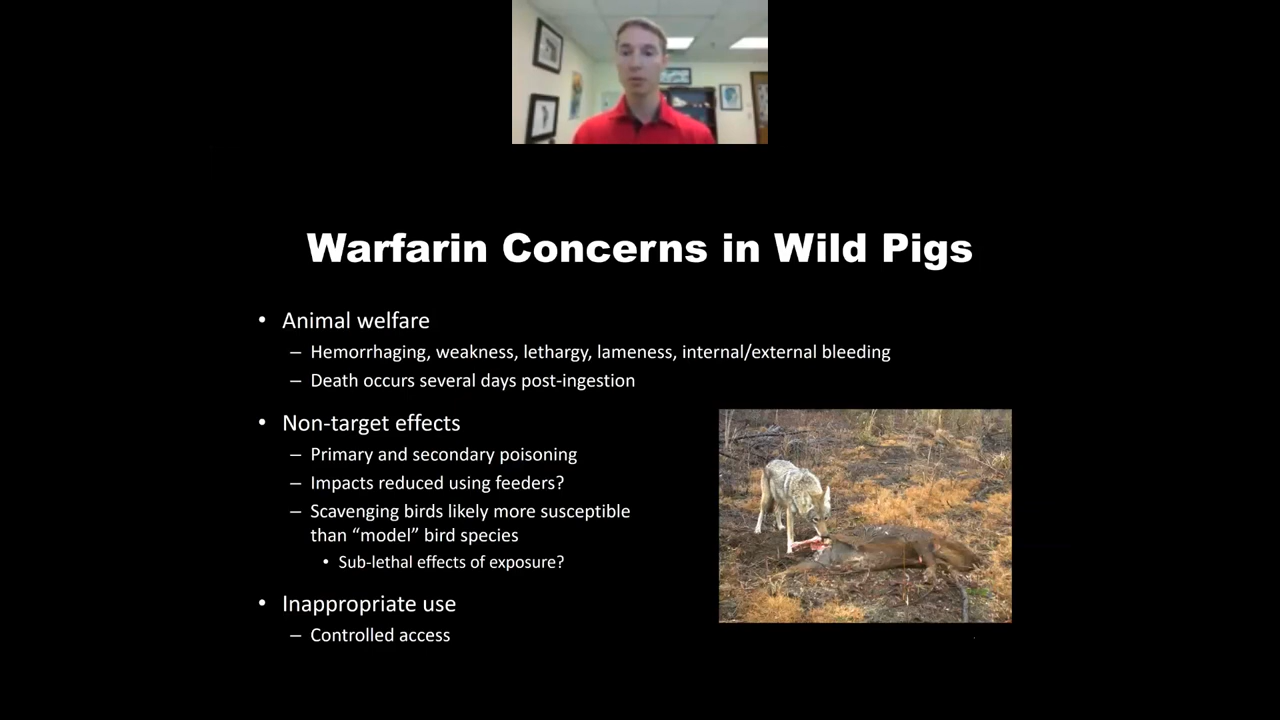 Warfarin Concerns in Wild Pigs
• Animal welfare
– Hemorrhaging, weakness, lethargy, lameness, internal/external bleeding
– Death occurs several days post-ingestion
• Non-target effects
– Primary and secondary poisoning
– Impacts reduced using feeders?
– Scavenging birds likely more susceptible
than “model” bird species
• Sub-lethal effects of exposure?
• Inappropriate use
– Controlled access